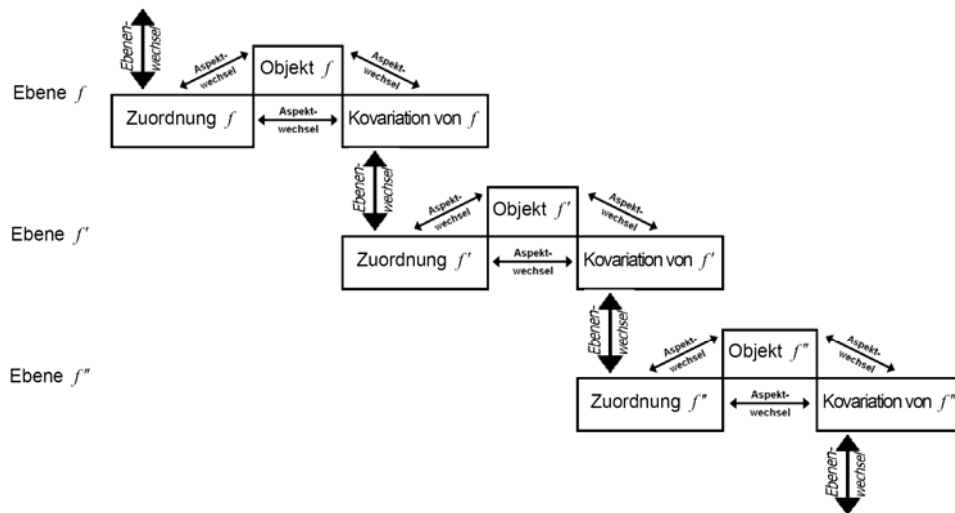 Ebenen-
wechsel
Ebene f
Aspekt-
wechsel
Objekt f
Aspekt-
wechsel
Zuordnung f
Aspekt-
wechsel
Kovariation von f
Ebenen-
wechsel
Ebene f'
Aspekt-
wechsel
Objekt f'
Aspekt-
wechsel
Zuordnung f'
Aspekt-
wechsel
Kovariation von f'
Ebenen-
wechsel
Ebene f"
Aspekt-
wechsel
Objekt f"
Aspekt-
wechsel
Zuordnung f"
Aspekt-
wechsel
Kovariation von f"
Ebenen-
wechsel